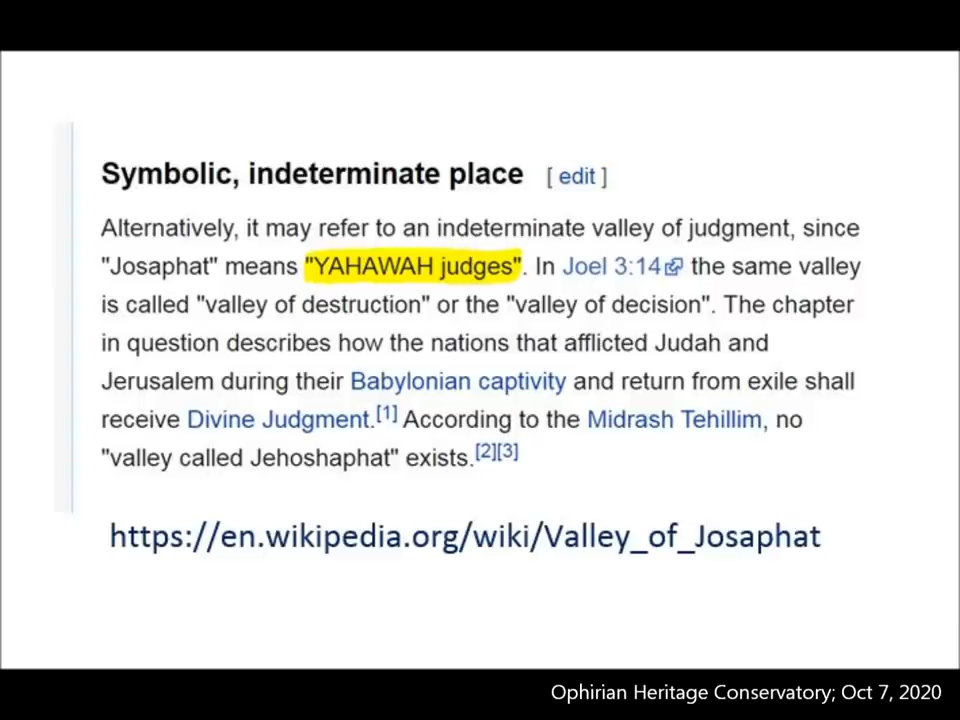 Symbolic, indeterminate place [ edit ]
Alternatively, it may refer to an indeterminate valley of judgment, since
"Josaphat" means "YAHAWAH judges". In Joel 3:14 the same valley
is called "valley of destruction" or the "valley of decision". The chapter
in question describes how the nations that afflicted Judah and
Jerusalem during their Babylonian captivity and return from exile shall
receive Divine Judgment.[1] According to the Midrash Tehillim, no
"valley called Jehoshaphat" exists.[2][3]
https://en.wikipedia.org/wiki/Valley_of_Josaphat
Ophirian Heritage Conservatory; Oct 7, 2020